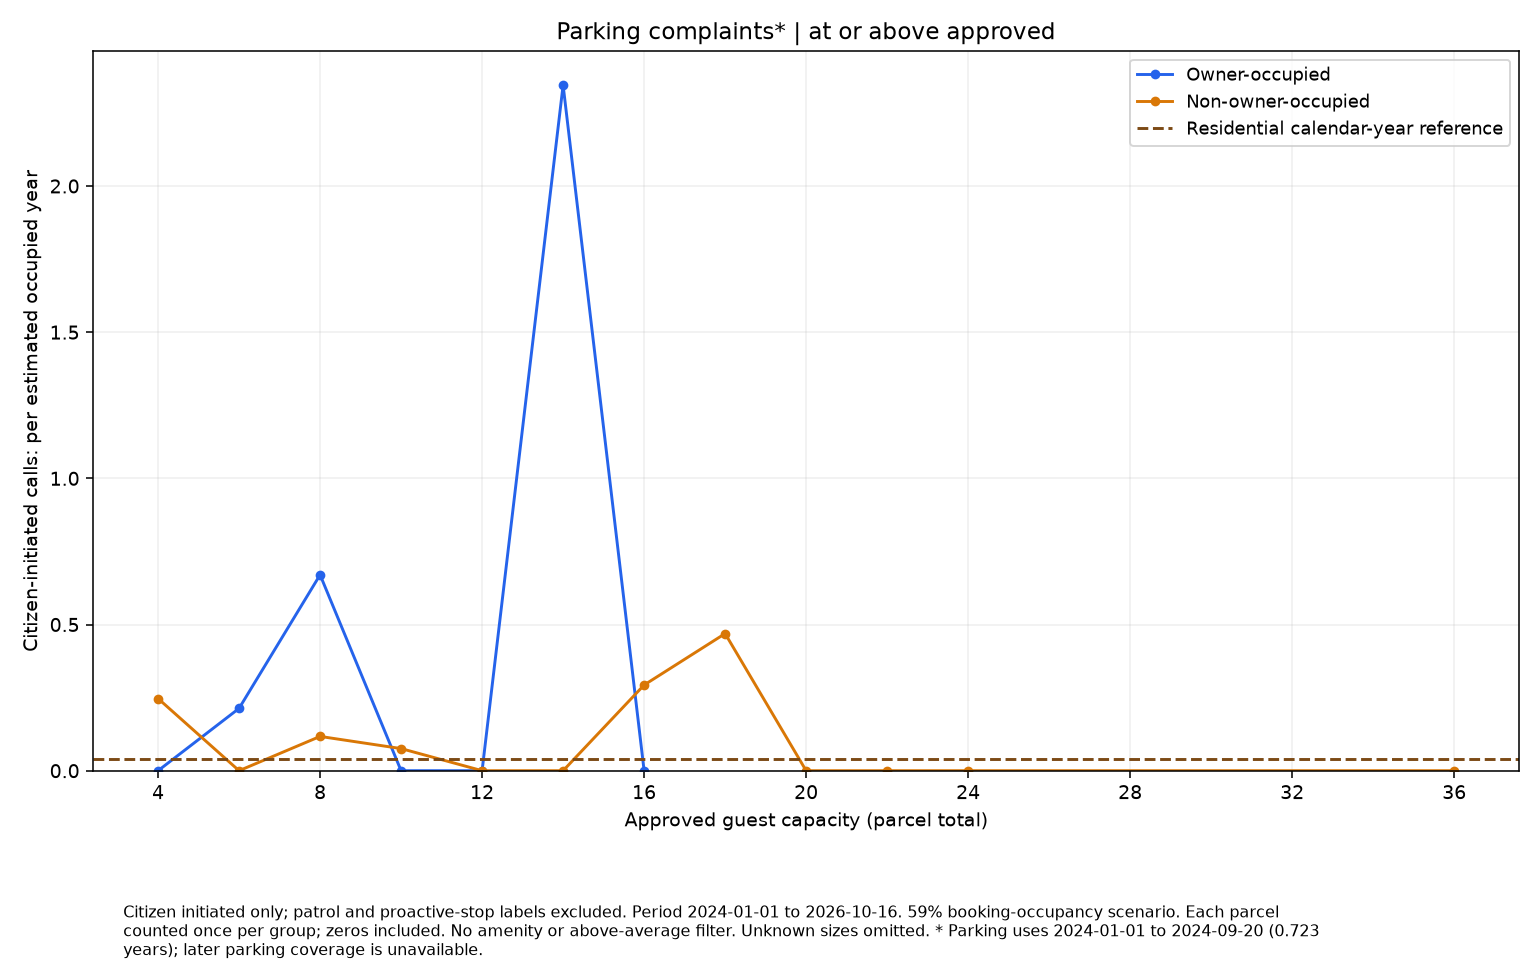 Parking complaints* | at or above approved
Owner-occupied
Non-owner-occupied
Residential calendar-year reference
Citizen-initiated calls: per estimated occupied year
2.0
1.5
1.0
0.5
0.0
4 8 12 16 20 24 28 32 36
Approved guest capacity (parcel total)
Citizen initiated only; patrol and proactive-stop labels excluded. Period 2024-01-01 to 2026-10-16. 59% booking-occupancy scenario. Each parcel
counted once per group; zeros included. No amenity or above-average filter. Unknown sizes omitted. * Parking uses 2024-01-01 to 2024-09-20 (0.723
years); later parking coverage is unavailable.